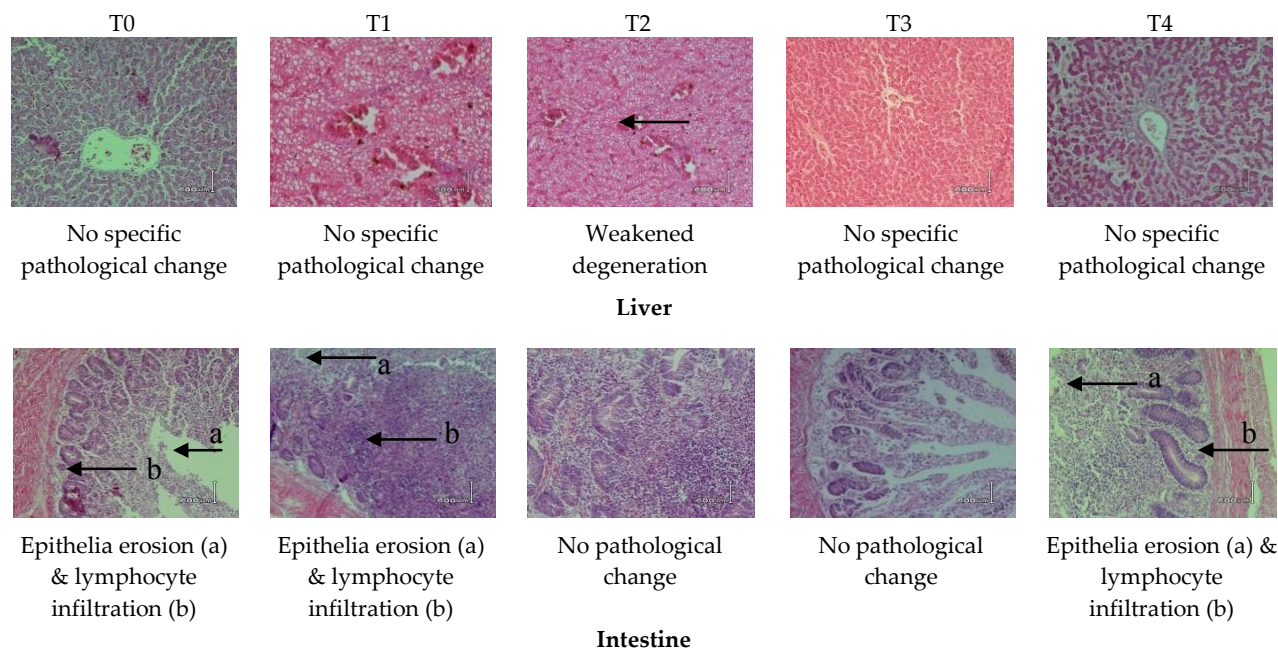 T0 T1 T2 T3 T4
No specific pathological change
No specific pathological change
Weakened degeneration
No specific pathological change
No specific pathological change
Liver
a
b
a
b
a
b
Epithelia erosion (a) & lymphocyte infiltration (b)
Epithelia erosion (a) & lymphocyte infiltration (b)
No pathological change
No pathological change
Epithelia erosion (a) & lymphocyte infiltration (b)
Intestine